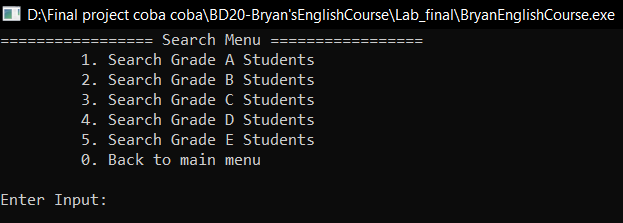 D:\Final project coba coba\BD20-Bryan'sEnglishCourse\Lab_final\BryanEnglishCourse.exe
================= Search Menu =================
1. Search Grade A Students
2. Search Grade B Students
3. Search Grade C Students
4. Search Grade D Students
5. Search Grade E Students
0. Back to main menu
Enter Input: